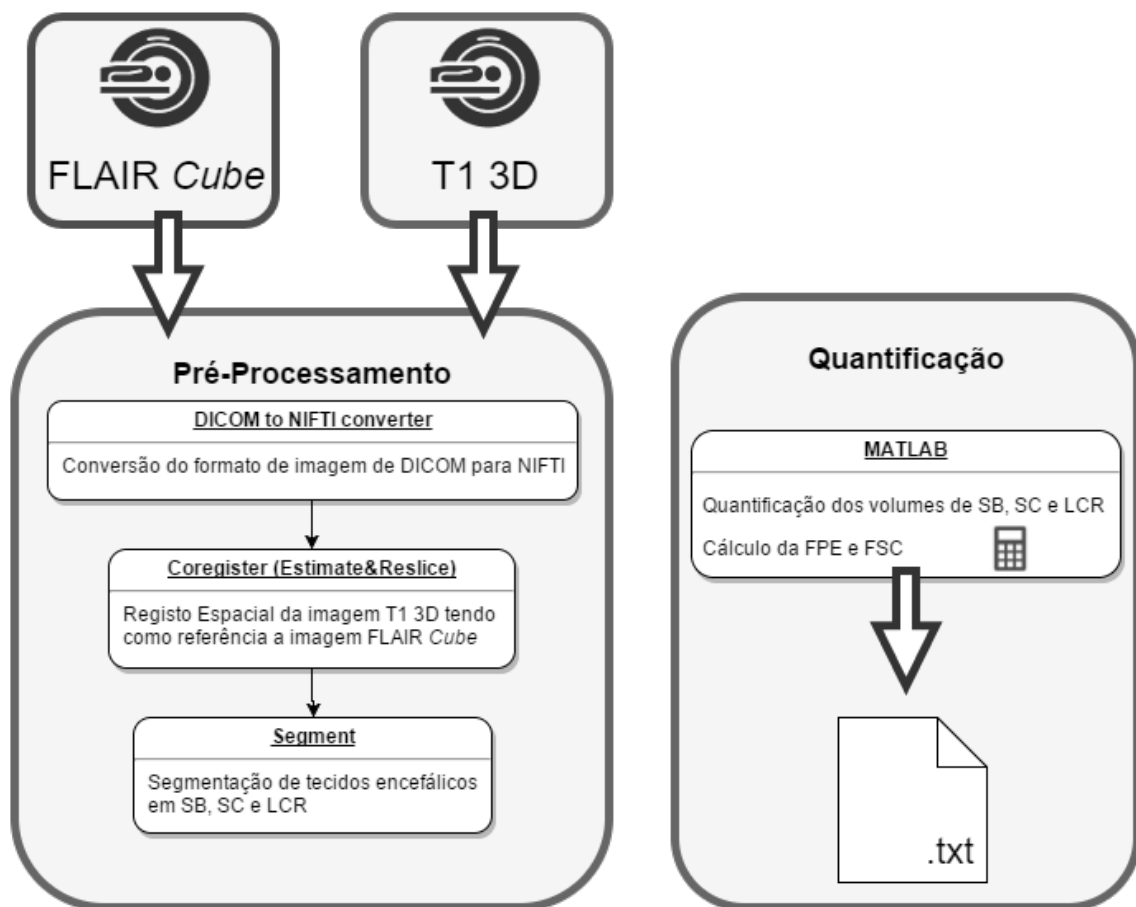 FLAIR Cube
T1 3D
Pré-Processamento
DICOM to NIFTI converter
Conversão do formato de imagem de DICOM para NIFTI
Coregister (Estimate&Reslice)
Registo Espacial da imagem T1 3D tendo
como referência a imagem FLAIR Cube
Segment
Segmentação de tecidos encefálicos
em SB, SC e LCR
Quantificação
MATLAB
Quantificação dos volumes de SB, SC e LCR
Cálculo da FPE e FSC
.txt